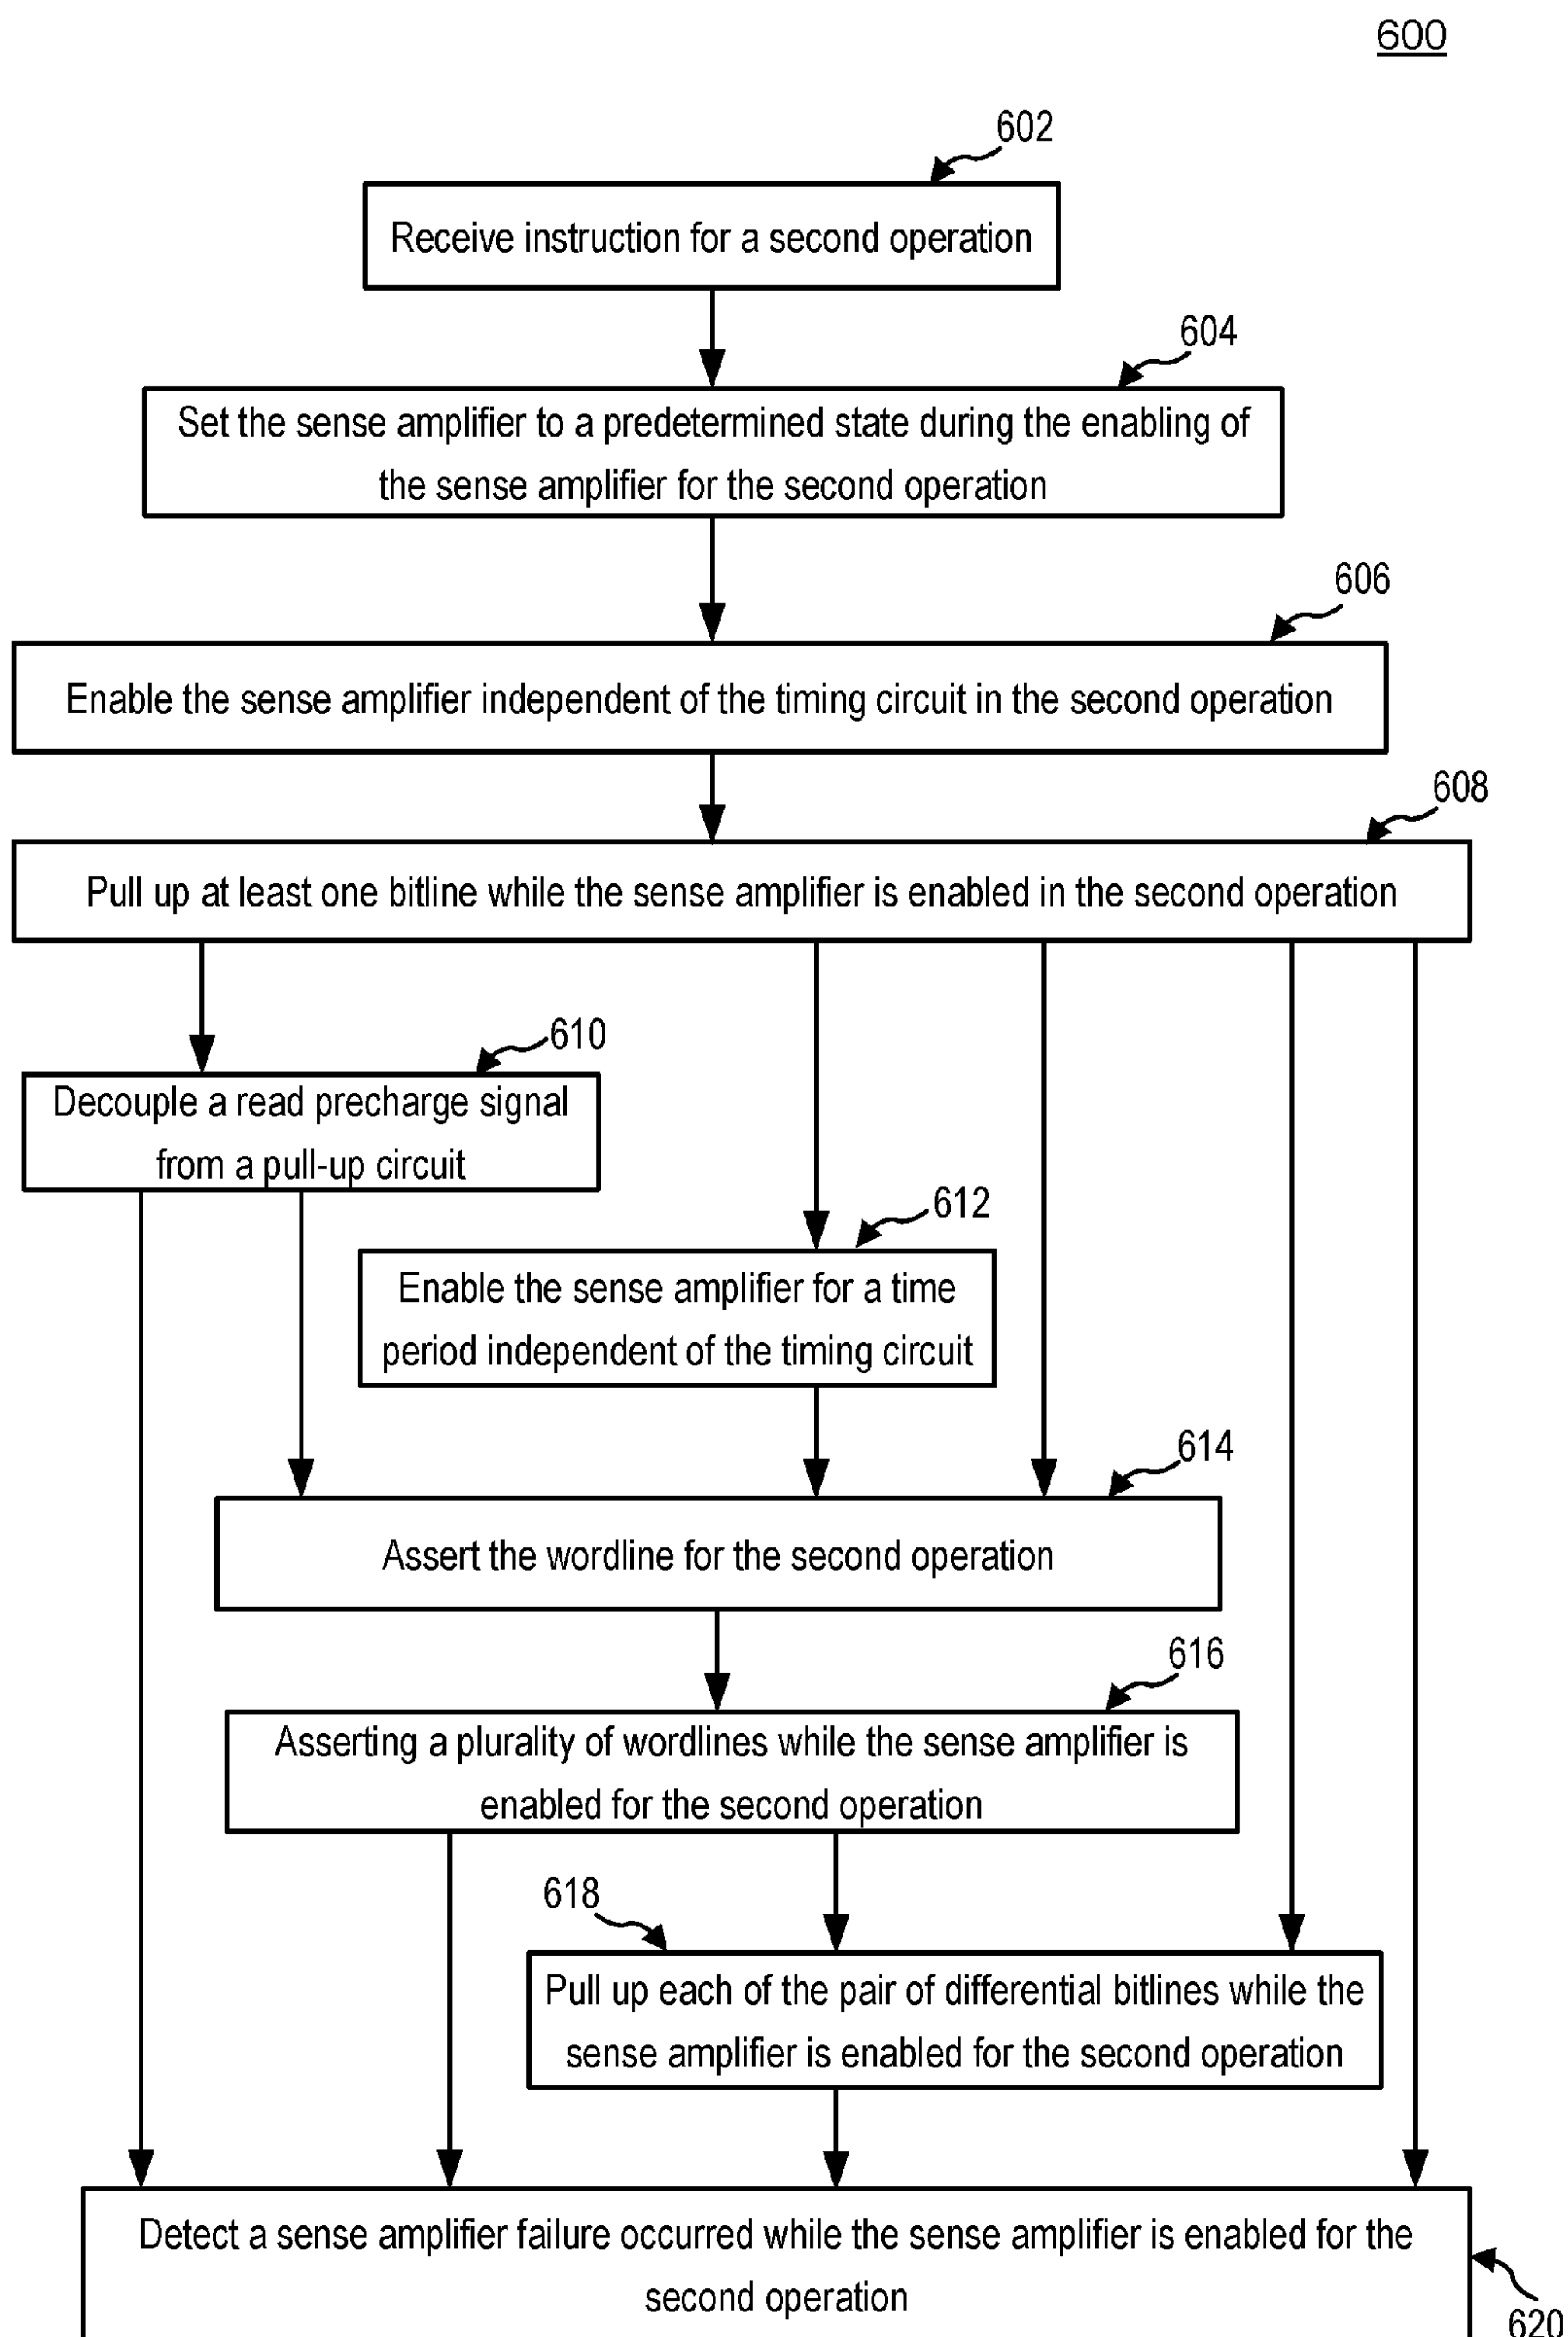 600
602
Receive instruction for a second operation
604
Set the sense amplifier to a predetermined state during the enabling of
the sense amplifier for the second operation
606
Enable the sense amplifier independent of the timing circuit in the second operation
608
Pull up at least one bitline while the sense amplifier is enabled in the second operation
610
Decouple a read precharge signal
from a pull-up circuit
612
Enable the sense amplifier for a time
period independent of the timing circuit
614
Assert the wordline for the second operation
616
Asserting a plurality of wordlines while the sense amplifier is
enabled for the second operation
618
Pull up each of the pair of differential bitlines while the
sense amplifier is enabled for the second operation
Detect a sense amplifier failure occurred while the sense amplifier is enabled for the
second operation
620